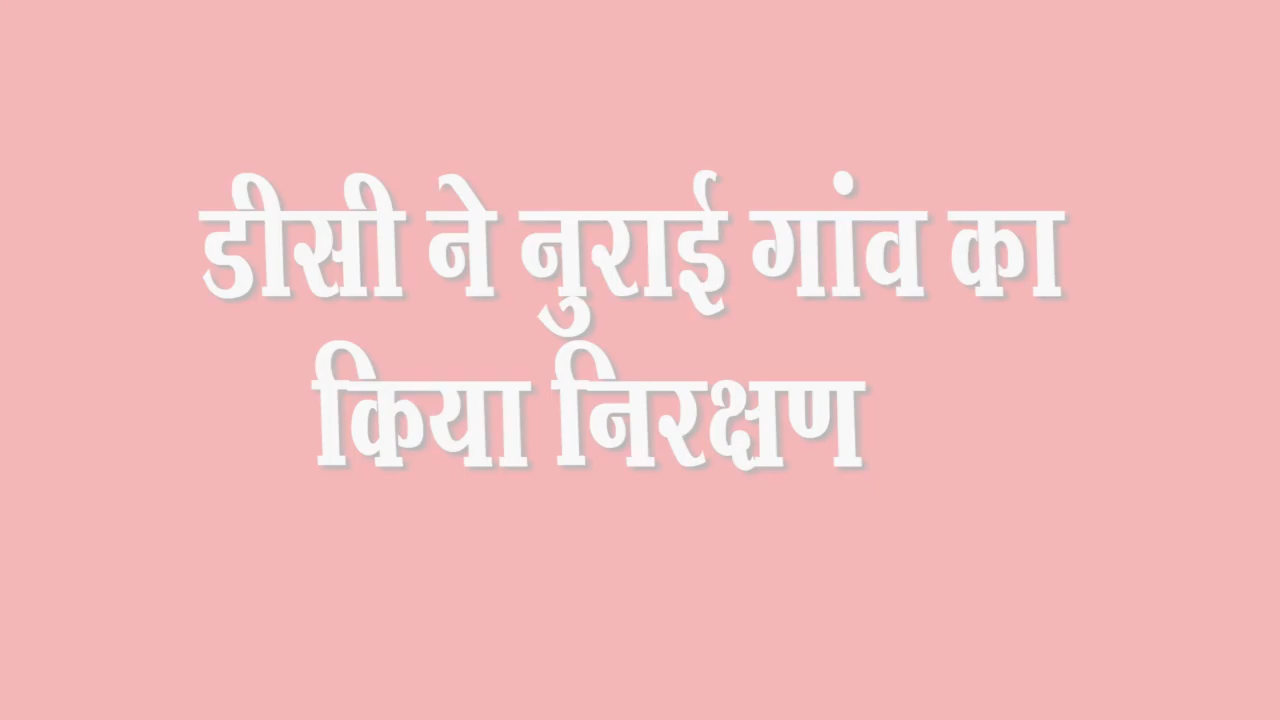 डीसी ने नुराई गांव का
किया निरक्षण